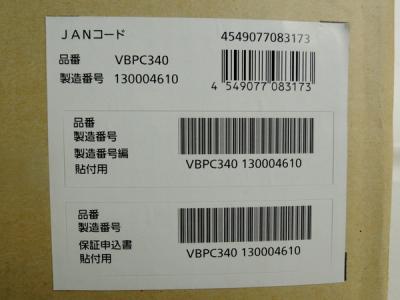 JANコード 4549077083173
品番 VBPC340
製造番号 130004610
4 549077 083173
品番
製造番号
製造番号編
貼付用
VBPC340 130004610
品番
製造番号
保証申込書
貼付用
VBPC340 130004610